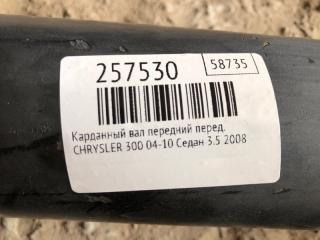 257530 58735
Карданный вал передний перед.
CHRYSLER 300 04-10 Седан 3.5 2008